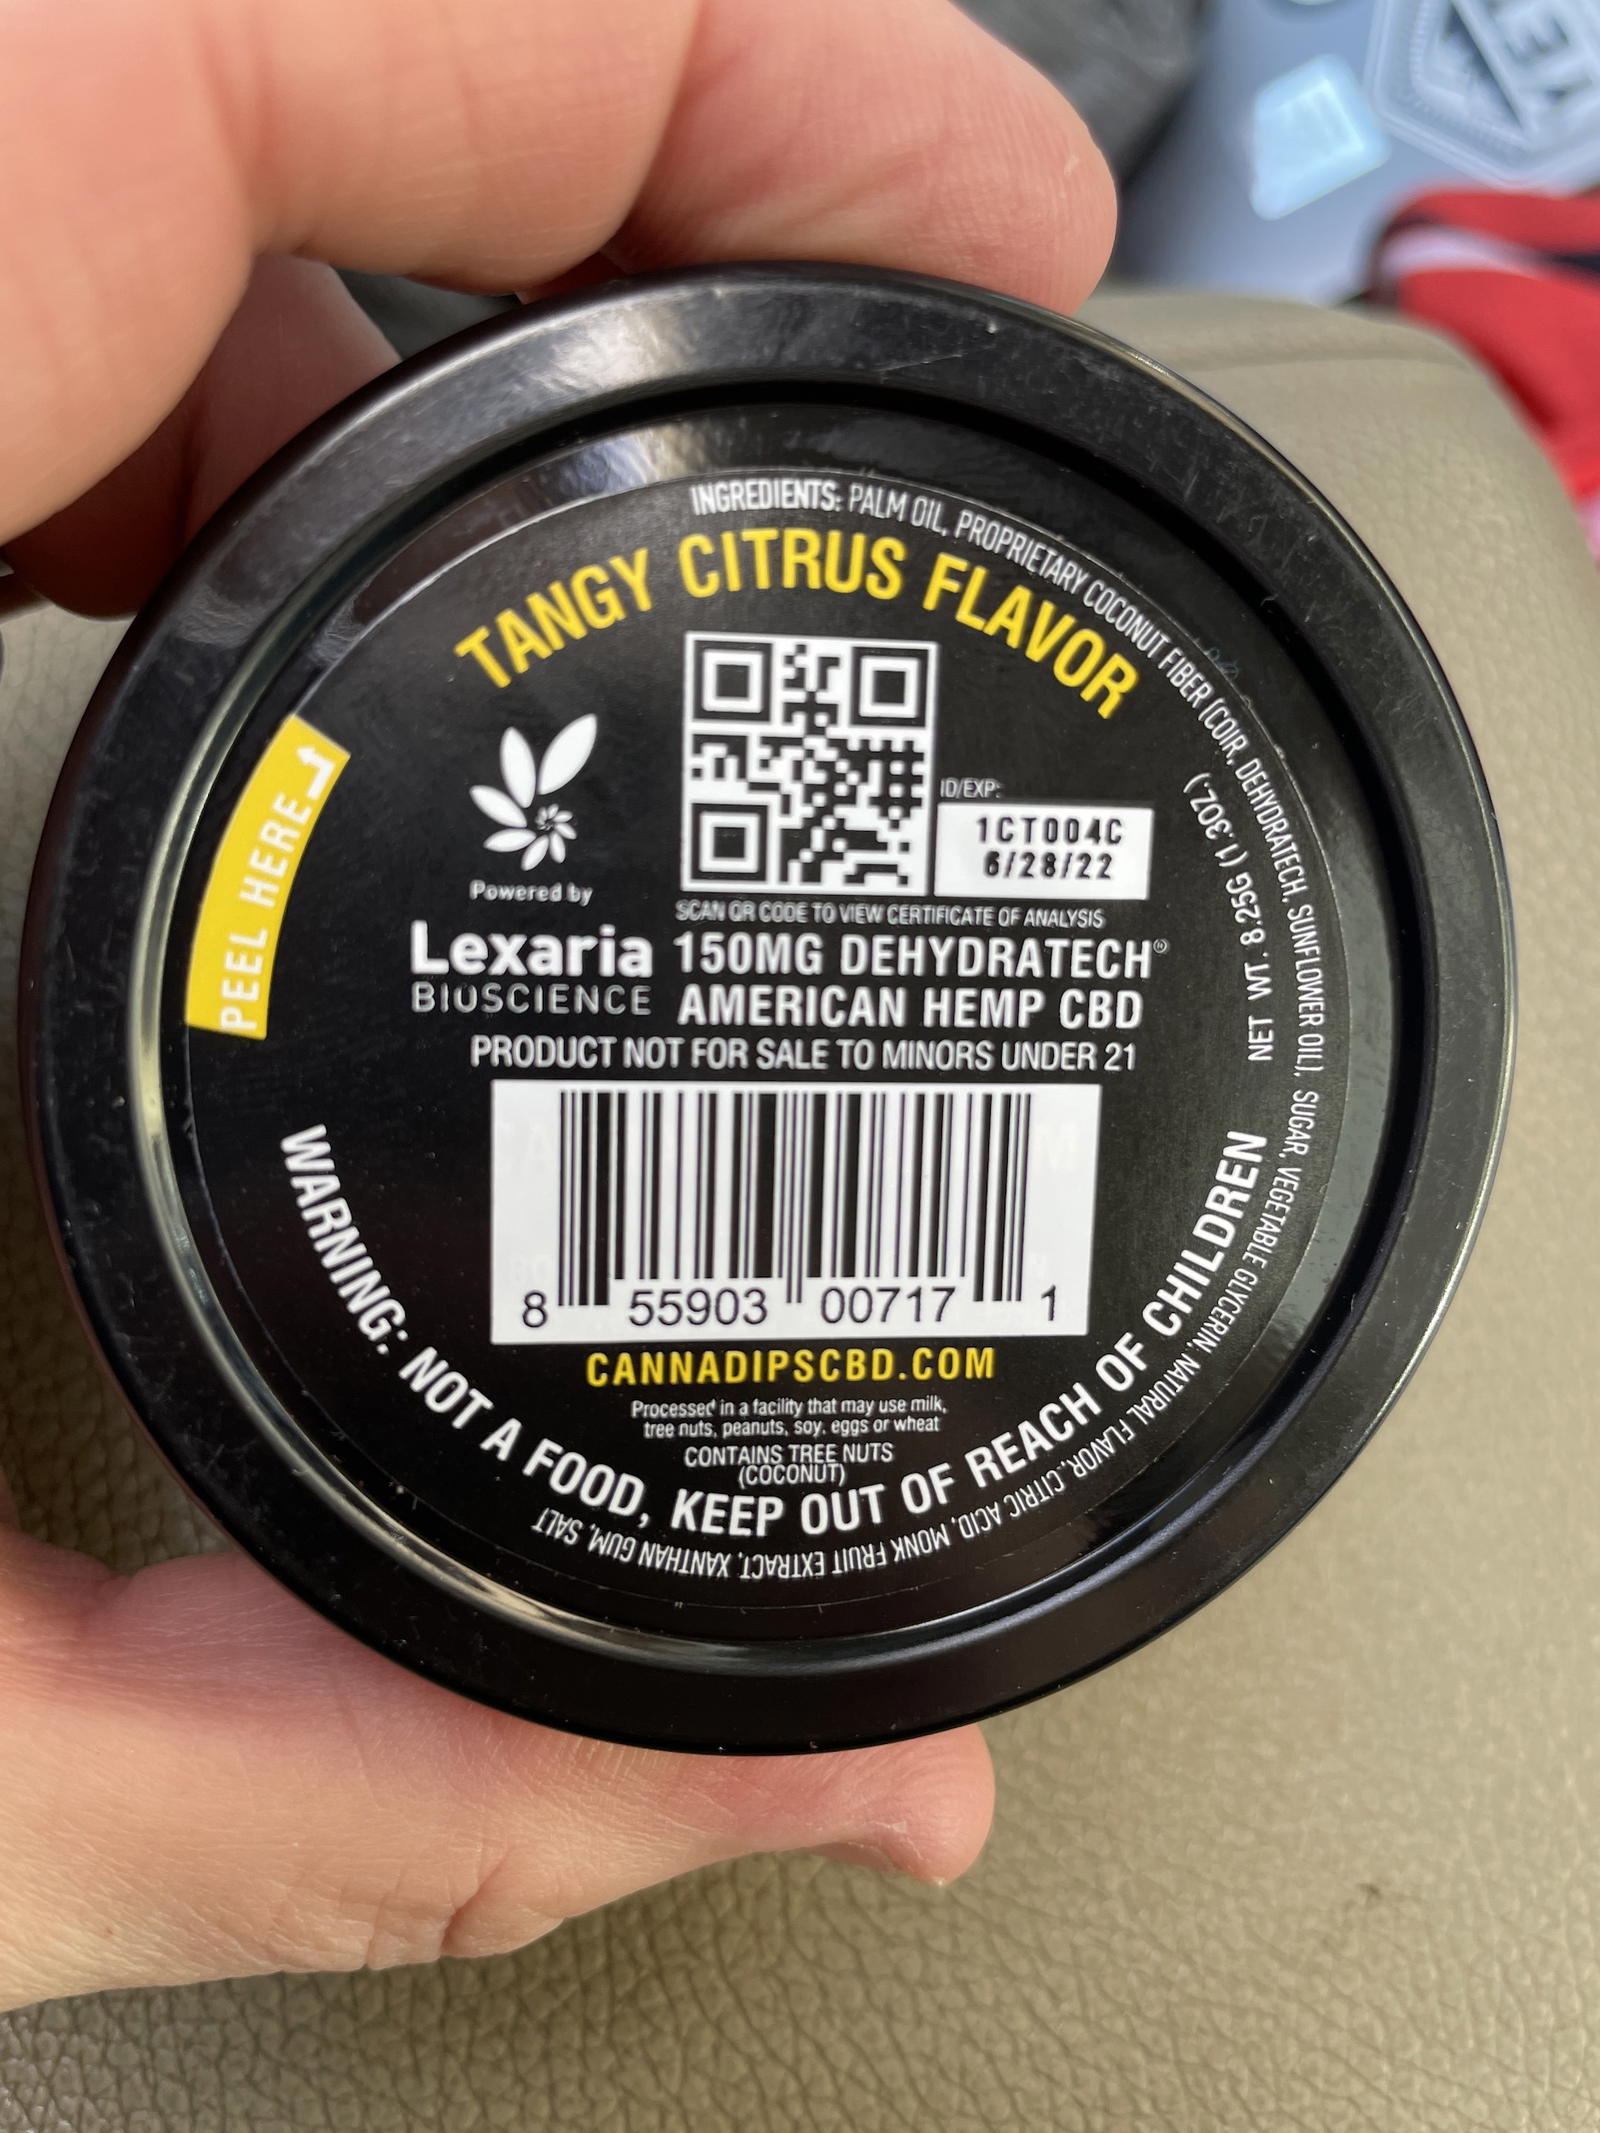 INGREDIENTS: PALM OIL, PROPRIETARY COCONUT FIBER (COIR, DEHYDRATECH, SUNFLOWER OIL), SUGAR, VEGETABLE GLYCERIN, NATURAL FLAVOR, CITRIC ACID, MONK FRUIT EXTRACT, XANTHAN GUM, SALT
TANGY CITRUS FLAVOR
PEEL HERE
ID/EXP:
1CT004C
6/28/22
NET WT. 8.25G (1.3OZ.)
SCAN QR CODE TO VIEW CERTIFICATE OF ANALYSIS
Powered by
Lexaria
BIOSCIENCE
150MG DEHYDRATECH®
AMERICAN HEMP CBD
PRODUCT NOT FOR SALE TO MINORS UNDER 21
8 55903 00717 1
CANNADIPSCBD.COM
Processed in a facility that may use milk,
tree nuts, peanuts, soy, eggs or wheat
CONTAINS TREE NUTS
(COCONUT)
WARNING: NOT A FOOD, KEEP OUT OF REACH OF CHILDREN